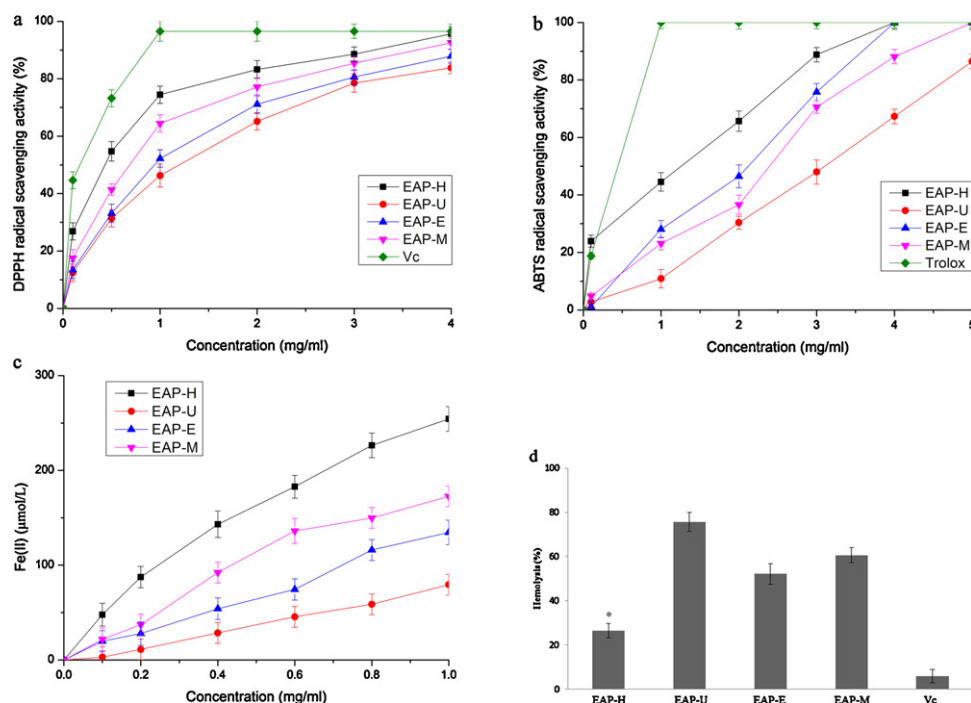 a
DPPH radical scavenging activity (%)
100
80
60
40
20
0
EAP-H
EAP-U
EAP-E
EAP-M
Vc
0
1
2
3
4
Concentration (mg/ml)
b
ABTS radical scavenging activity (%)
100
80
60
40
20
0
EAP-H
EAP-U
EAP-E
EAP-M
Trolox
0
1
2
3
4
5
Concentration (mg/ml)
c
Fe(II) (μmol/L)
300
200
100
0
EAP-H
EAP-U
EAP-E
EAP-M
0.0
0.2
0.4
0.6
0.8
1.0
Concentration (mg/ml)
d
Hemolysis(%)
100
80
60
40
20
0
*
EAP-H
EAP-U
EAP-E
EAP-M
Vc